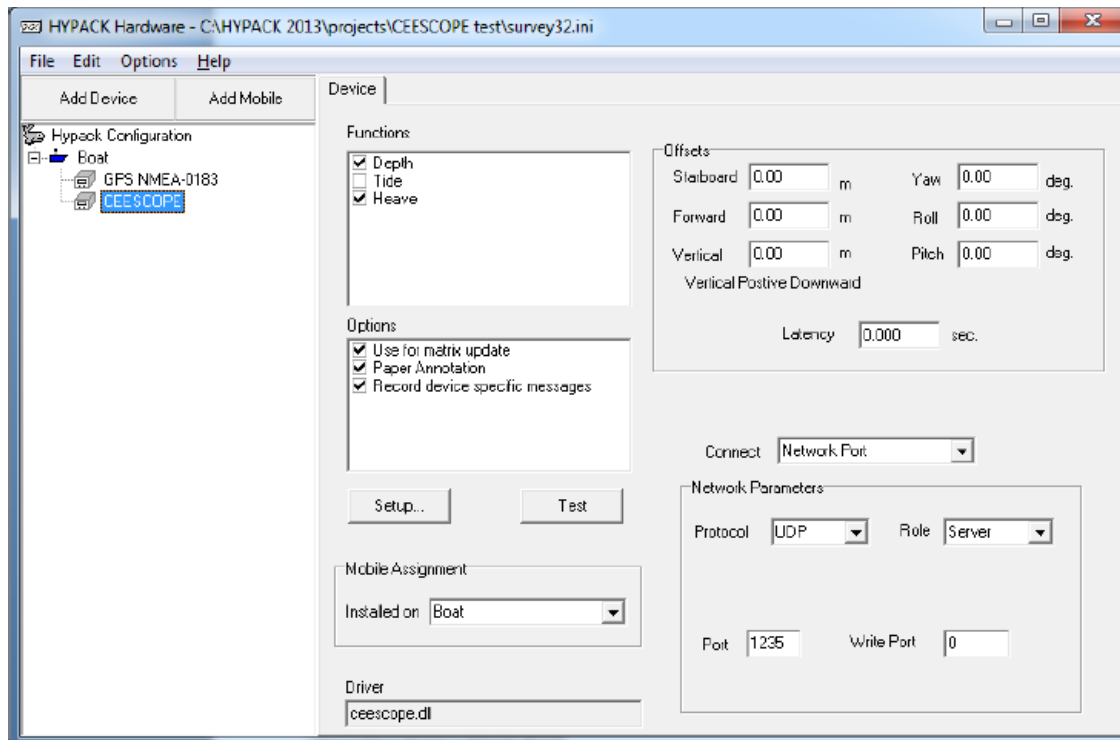 HYPACK Hardware - C:\HYPACK 2013\projects\CEESCOPE test\survey32.ini
File Edit Options Help
Add Device Add Mobile
Hypack Configuration
Boat
GPS NMEA-0183
CEESCOPE
Device
Functions
Depth
Tide
Heave
Options
Use for matrix update
Paper Annotation
Record device specific messages
Setup... Test
Mobile Assignment
Installed on Boat
Driver
ceescope.dll
Offsets
Starboard 0.00 m Yaw 0.00 deg.
Forward 0.00 m Roll 0.00 deg.
Vertical 0.00 m Pitch 0.00 deg.
Vertical Postive Downward
Latency 0.000 sec.
Connect Network Port
Network Parameters
Protocol UDP Role Server
Port 1235 Write Port 0